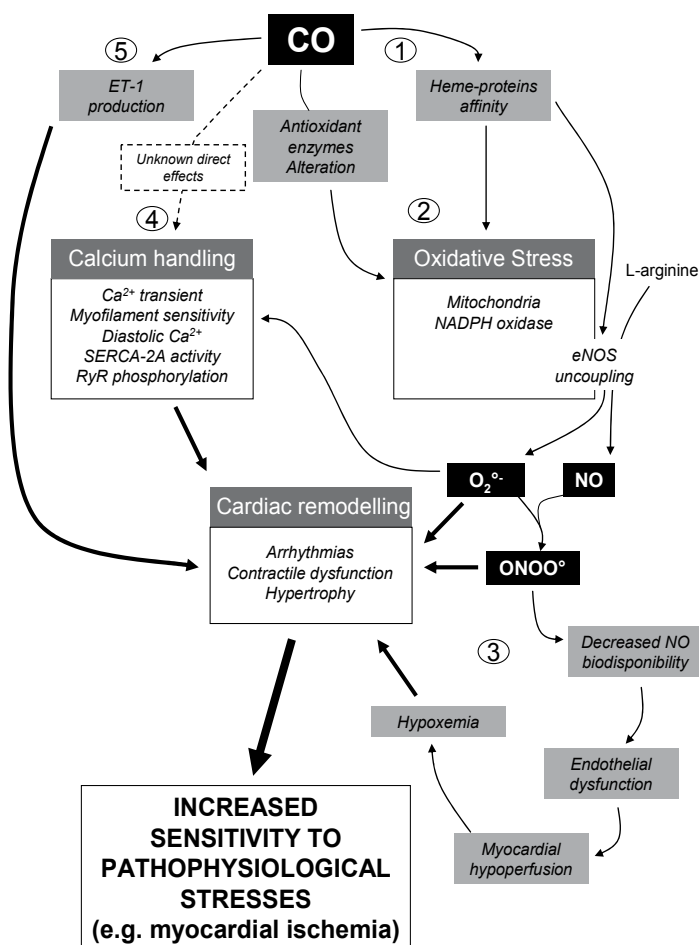 CO
⑤
①
ET-1
production
Heme-proteins
affinity
Antioxidant
enzymes
Alteration
Unknown direct
effects
④
②
Calcium handling
Ca²⁺ transient
Myofilament sensitivity
Diastolic Ca²⁺
SERCA-2A activity
RyR phosphorylation
Oxidative Stress
Mitochondria
NADPH oxidase
L-arginine
eNOS
uncoupling
O₂°⁻
NO
Cardiac remodelling
Arrhythmias
Contractile dysfunction
Hypertrophy
ONOO°
③
Decreased NO
biodisponibility
Hypoxemia
Endothelial
dysfunction
Myocardial
hypoperfusion
INCREASED
SENSITIVITY TO
PATHOPHYSIOLOGICAL
STRESSES
(e.g. myocardial ischemia)